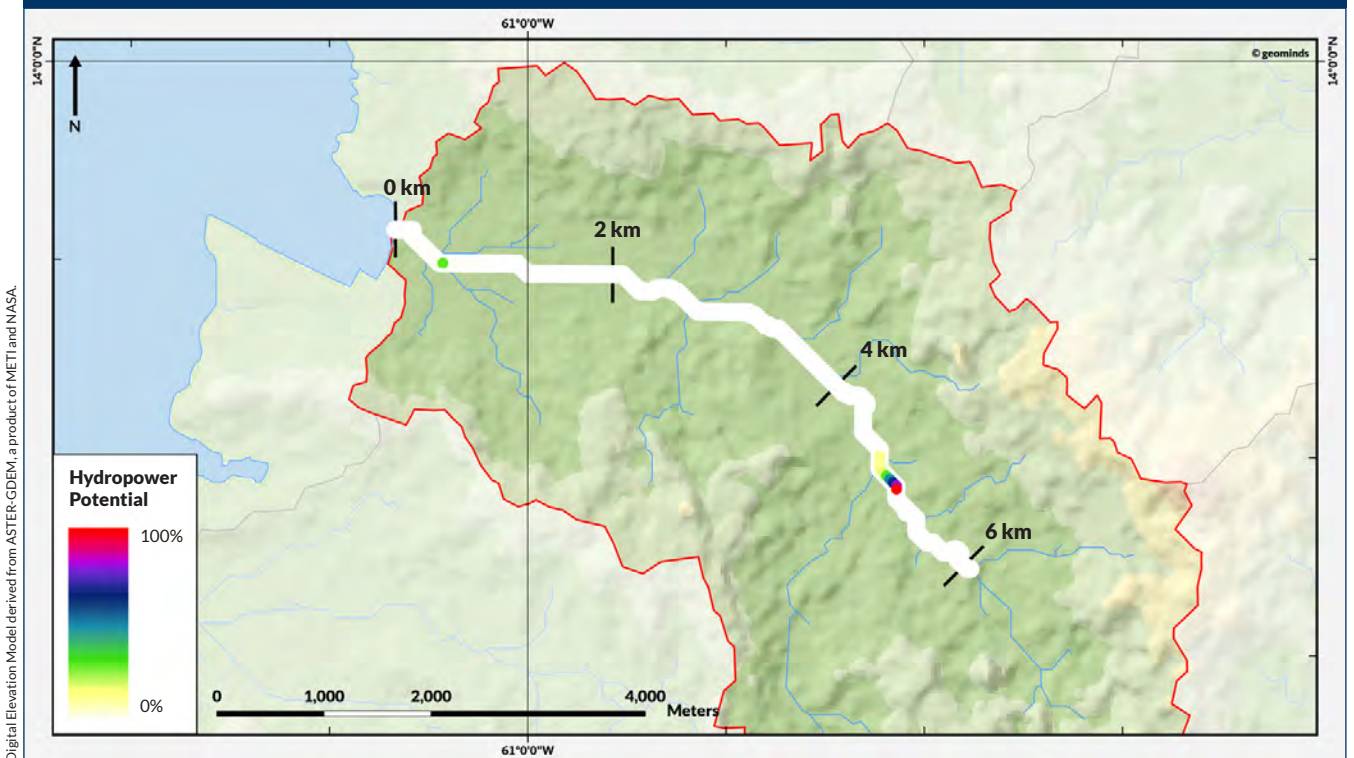 61°0'0"W
14°0'0"N
14°0'0"N
© geominds
N
0 km
2 km
4 km
6 km
Hydropower
Potential
100%
0%
0 1,000 2,000 4,000
Meters
61°0'0"W
Digital Elevation Model derived from ASTER-GDEM, a product of METI and NASA.